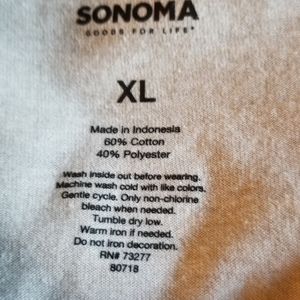 SONOMA
GOODS FOR LIFE®
XL
Made in Indonesia
60% Cotton
40% Polyester
Wash inside out before wearing.
Machine wash cold with like colors.
Gentle cycle. Only non-chlorine
bleach when needed.
Tumble dry low.
Warm iron if needed.
Do not iron decoration.
RN# 73277
80718